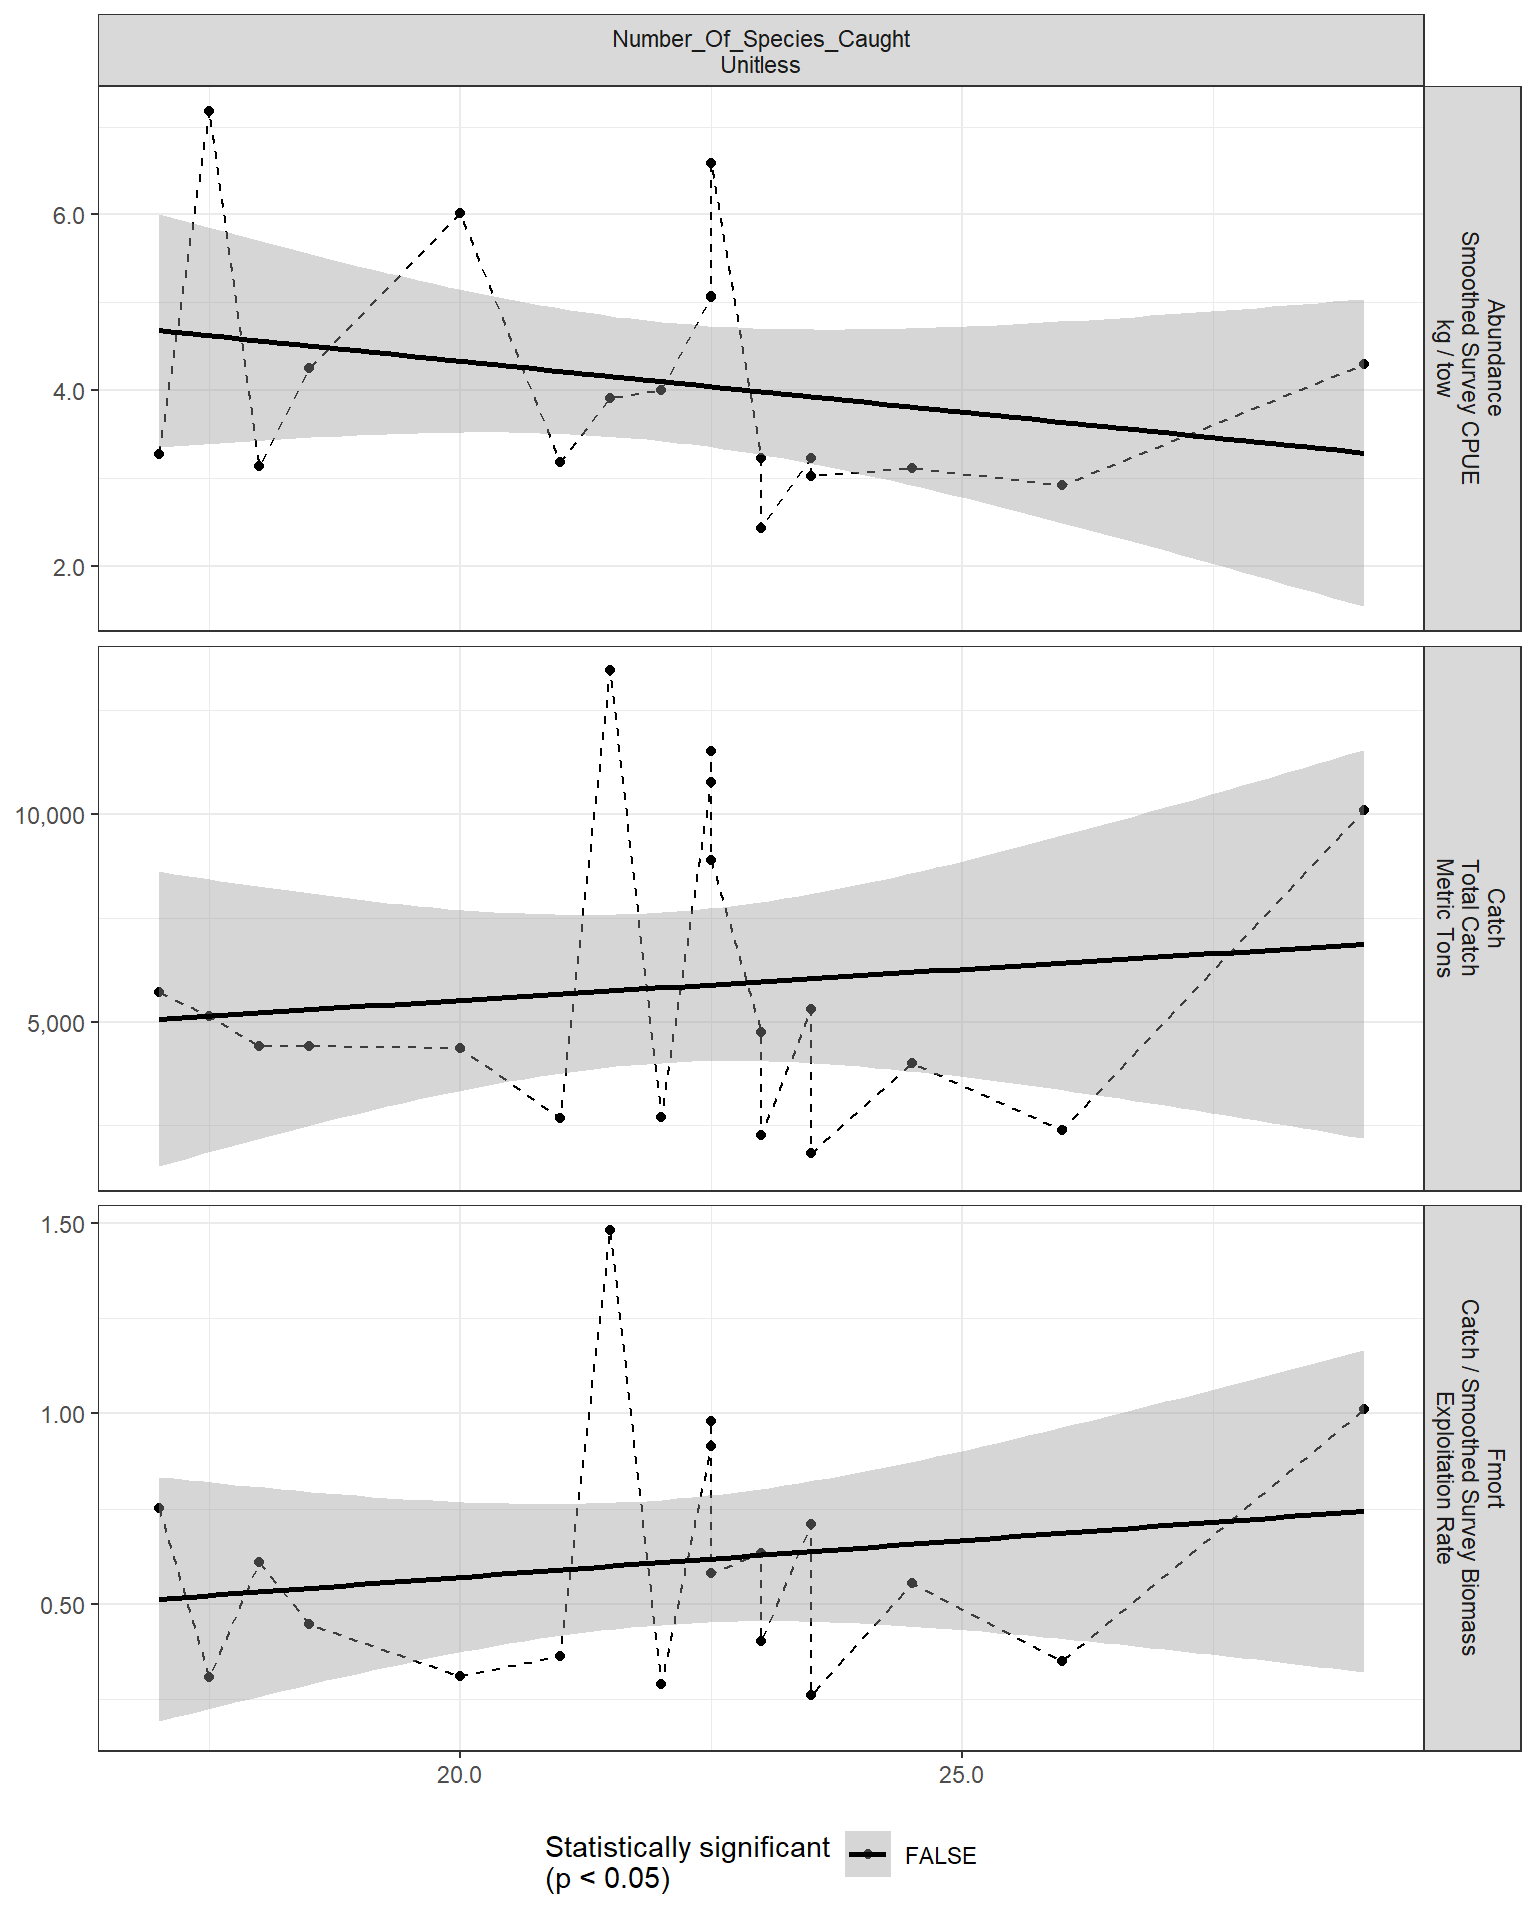 Number_Of_Species_Caught
Unitless
6.0
4.0
2.0
Abundance
Smoothed Survey CPUE
kg / tow
10,000
5,000
Catch
Total Catch
Metric Tons
1.50
1.00
0.50
Fmort
Catch / Smoothed Survey Biomass
Exploitation Rate
20.0
25.0
Statistically significant
(p < 0.05)
FALSE